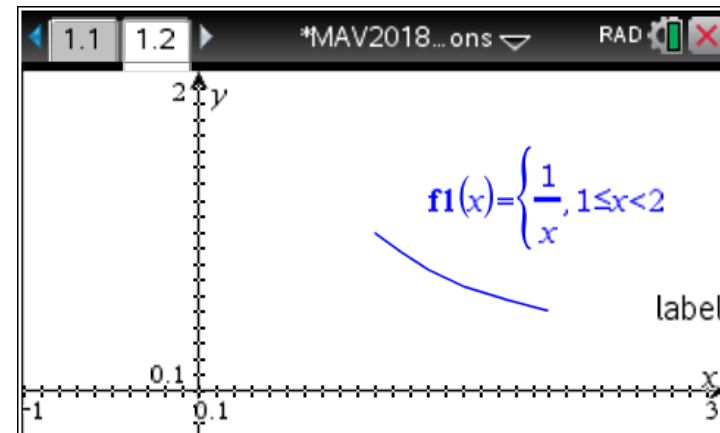 1.1 1.2 *MAV2018...ons RAD
2 y
f1(x)={1/x, 1≤x<2
label
0.1 x
-1 0.1 3